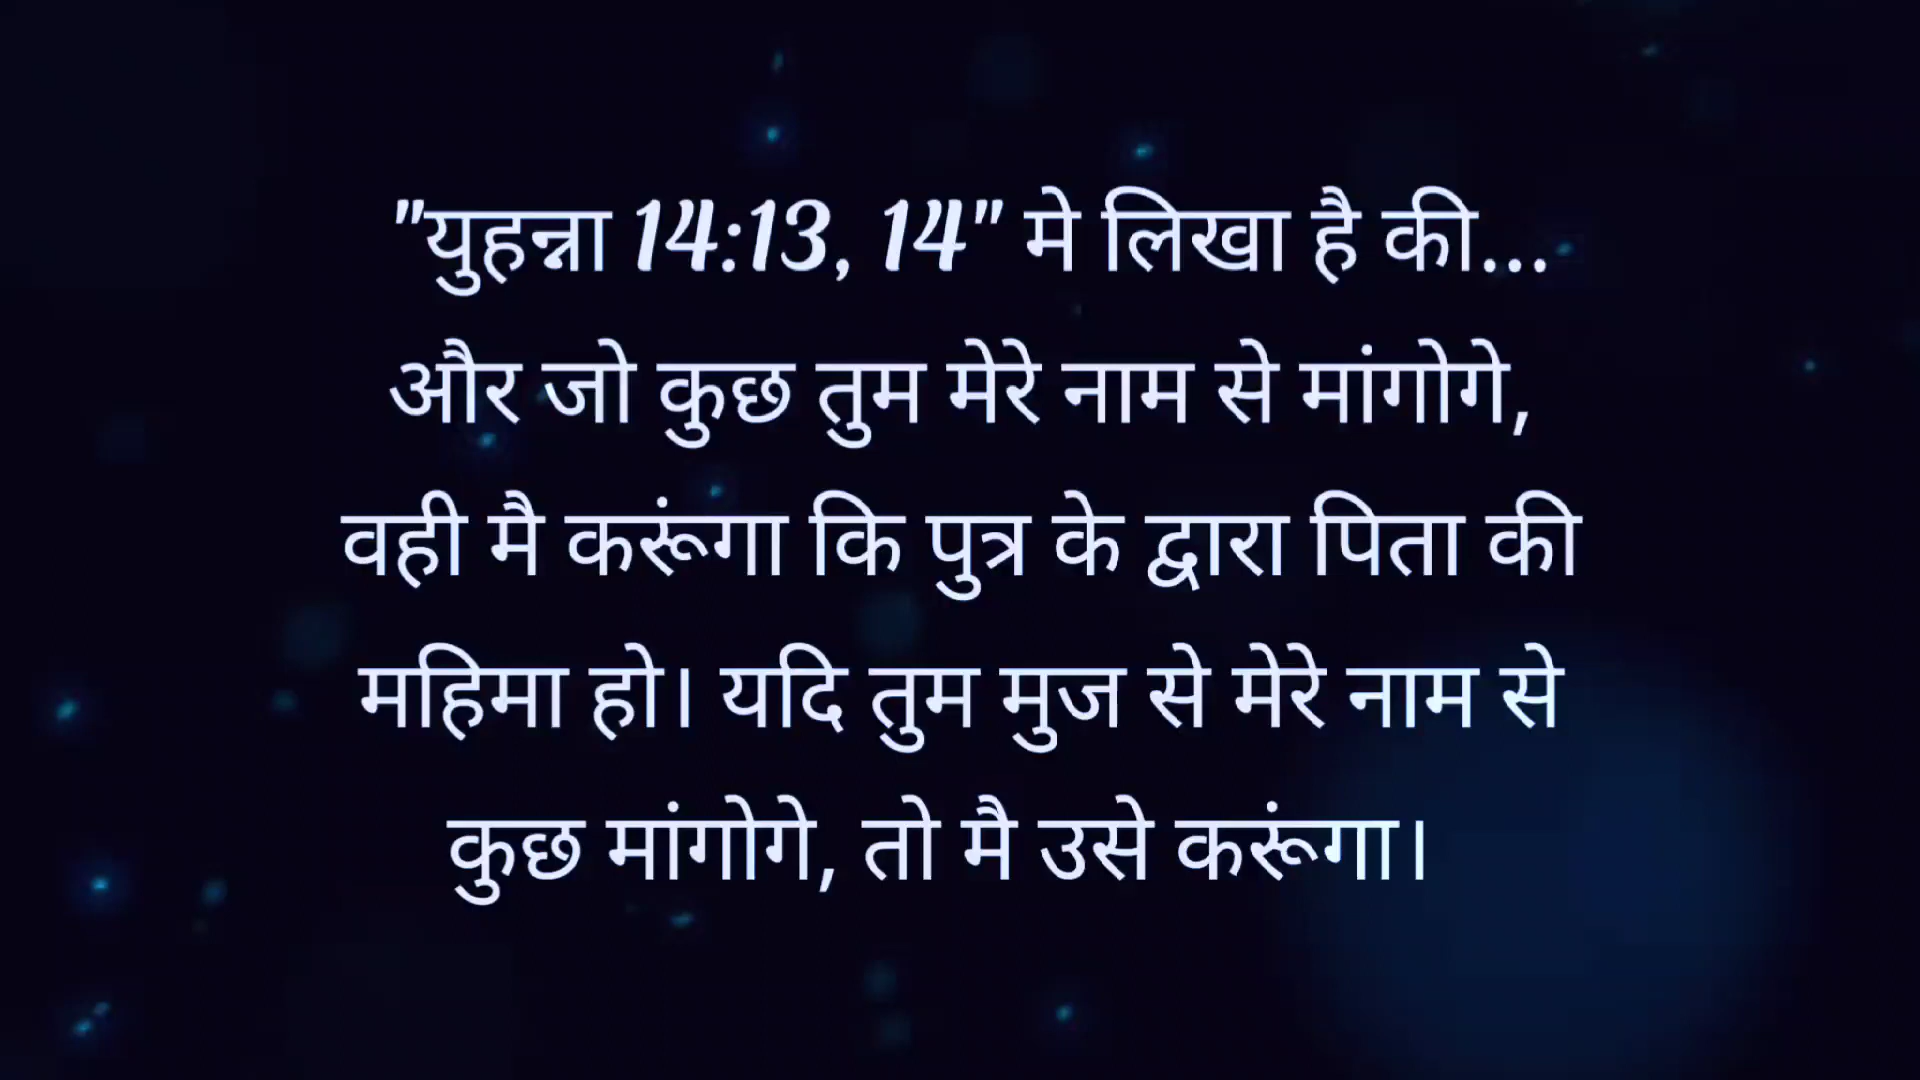 "युहन्ना 14:13, 14" मे लिखा है की...
और जो कुछ तुम मेरे नाम से मांगोगे,
वही मै करूंगा कि पुत्र के द्वारा पिता की
महिमा हो। यदि तुम मुज से मेरे नाम से
कुछ मांगोगे, तो मै उसे करूंगा।